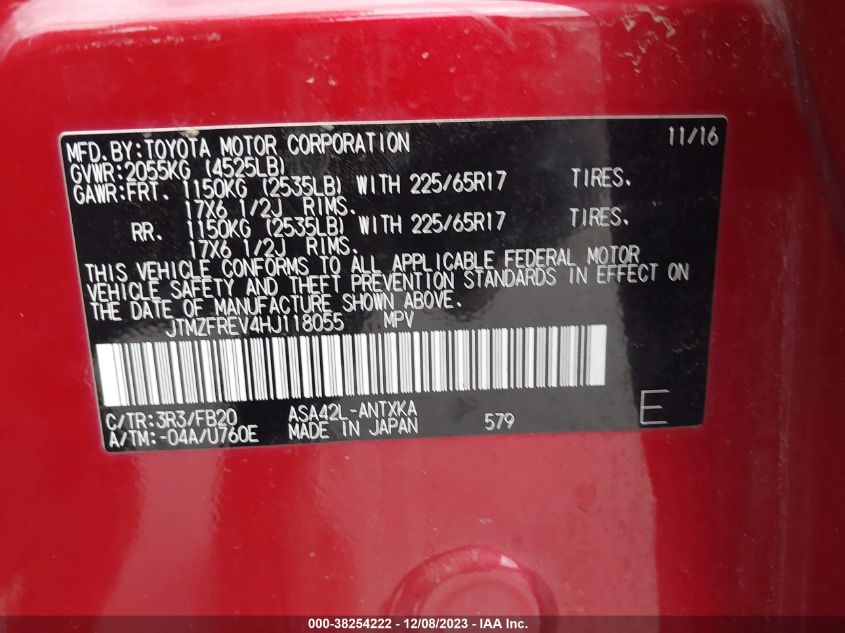 MFD.BY:TOYOTA MOTOR CORPORATION 11/16
GVWR:2055KG (4525LB)
GAWR:FRT. 1150KG (2535LB) WITH 225/65R17 TIRES.
17X6 1/2J RIMS.
RR. 1150KG (2535LB) WITH 225/65R17 TIRES.
17X6 1/2J RIMS.
THIS VEHICLE CONFORMS TO ALL APPLICABLE FEDERAL MOTOR
VEHICLE SAFETY AND THEFT PREVENTION STANDARDS IN EFFECT ON
THE DATE OF MANUFACTURE SHOWN ABOVE.
JTMZFREV4HJ118055 MPV
C/TR:3R3/FB20 ASA42L-ANTXKA
A/TM:-04A/U760E MADE IN JAPAN 579 E
000-38254222 - 12/08/2023 - IAA Inc.